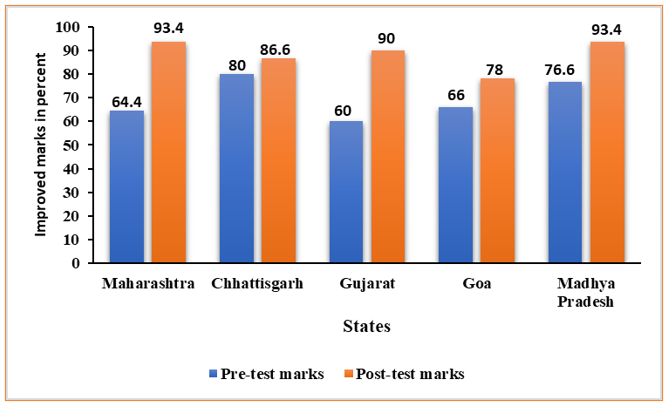 Improved marks in percent
100
90
80
70
60
50
40
30
20
10
0
64.4
93.4
80
86.6
60
90
66
78
76.6
93.4
Maharashtra
Chhattisgarh
Gujarat
Goa
Madhya
Pradesh
States
Pre-test marks
Post-test marks